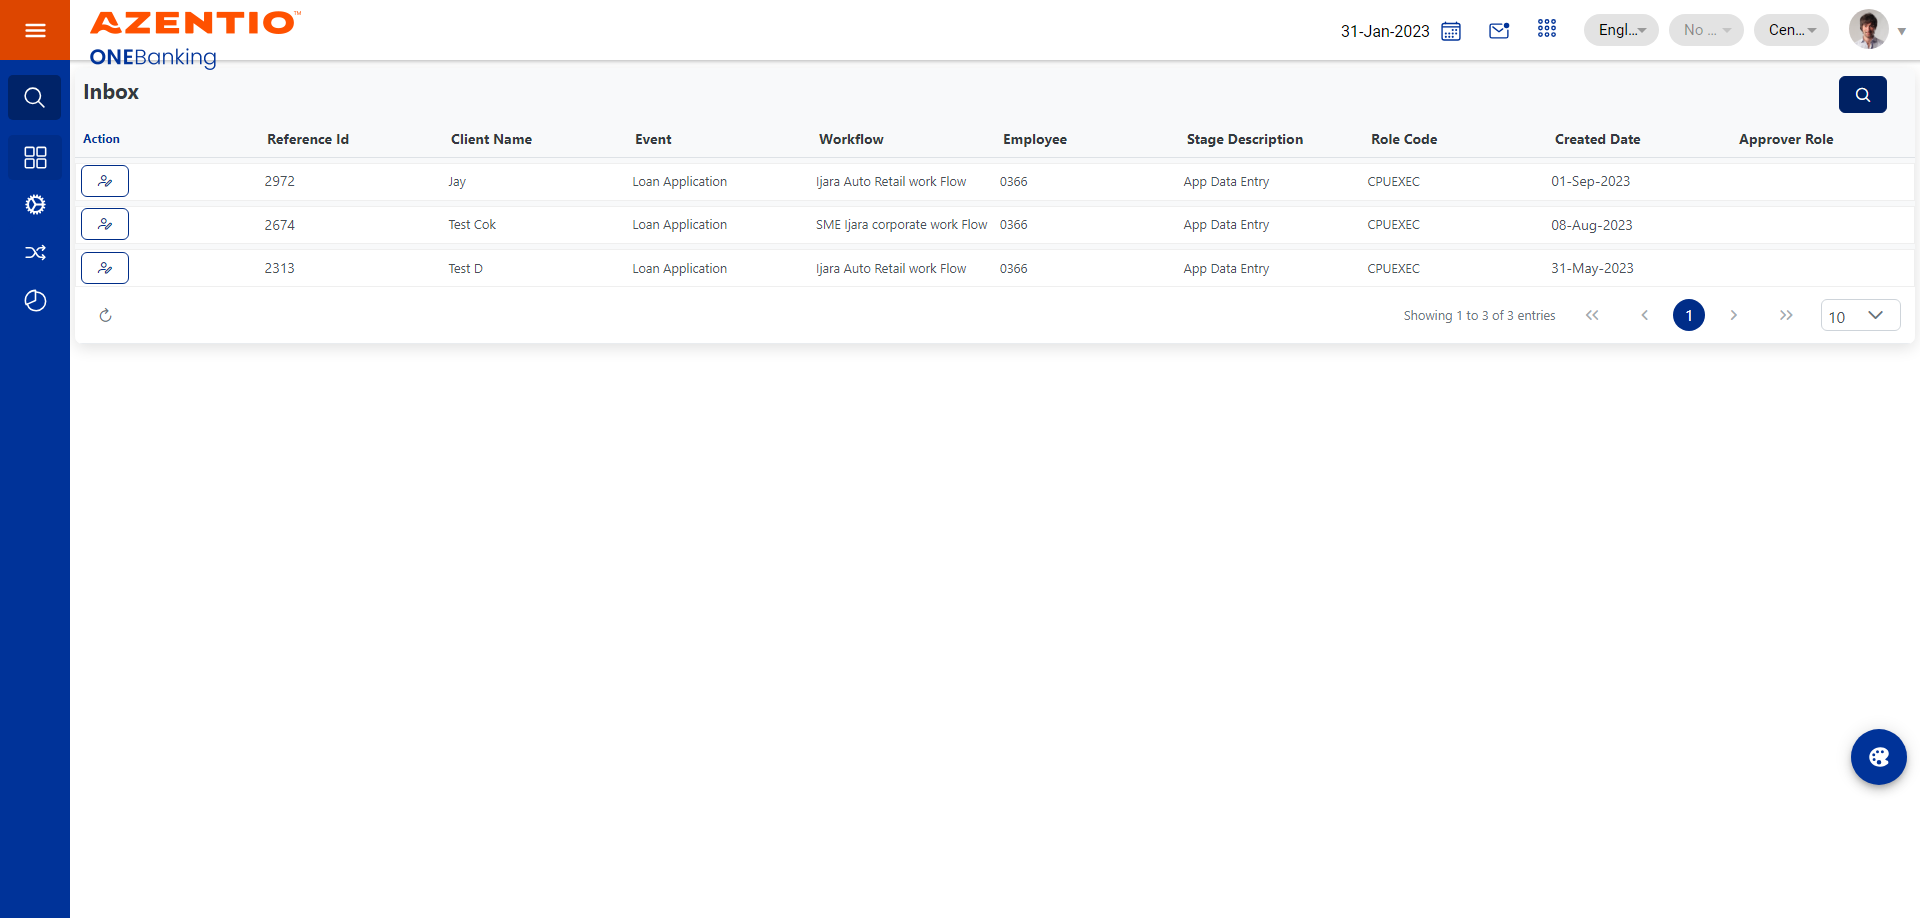 AZENTIO™
ONEBanking
31-Jan-2023 Engl... No ... Cen...
Inbox
Action Reference Id Client Name Event Workflow Employee Stage Description Role Code Created Date Approver Role
2972 Jay Loan Application Ijara Auto Retail work Flow 0366 App Data Entry CPUEXEC 01-Sep-2023
2674 Test Cok Loan Application SME Ijara corporate work Flow 0366 App Data Entry CPUEXEC 08-Aug-2023
2313 Test D Loan Application Ijara Auto Retail work Flow 0366 App Data Entry CPUEXEC 31-May-2023
Showing 1 to 3 of 3 entries 1 10